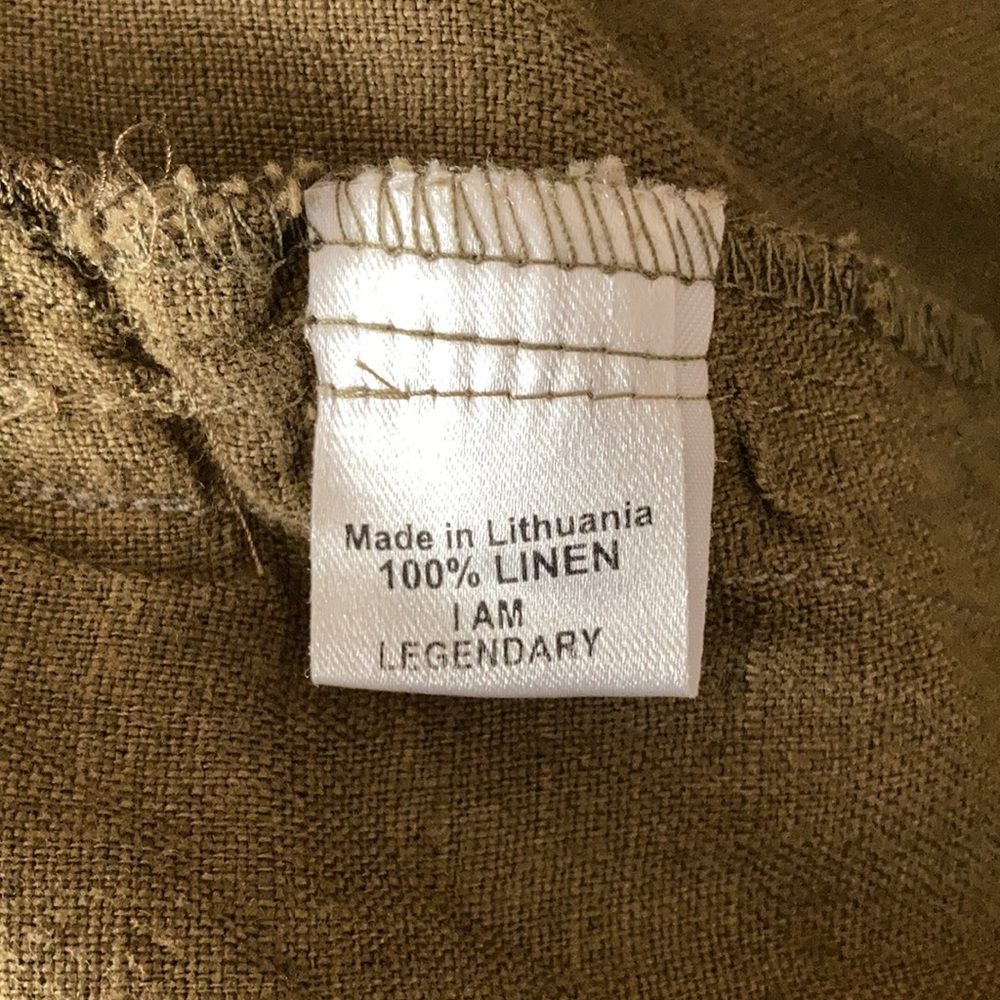 Made in Lithuania
100% LINEN
I AM
LEGENDARY